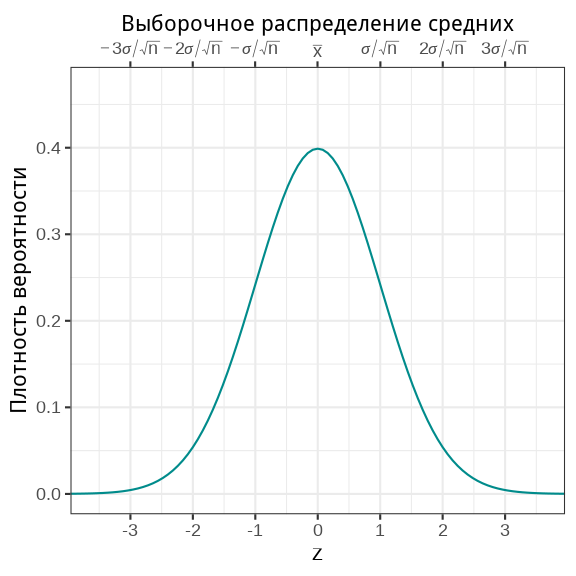 Выборочное распределение средних
−3σ/√n −2σ/√n −σ/√n x̅ σ/√n 2σ/√n 3σ/√n
Плотность вероятности
0.4
0.3
0.2
0.1
0.0
-3 -2 -1 0 1 2 3
z